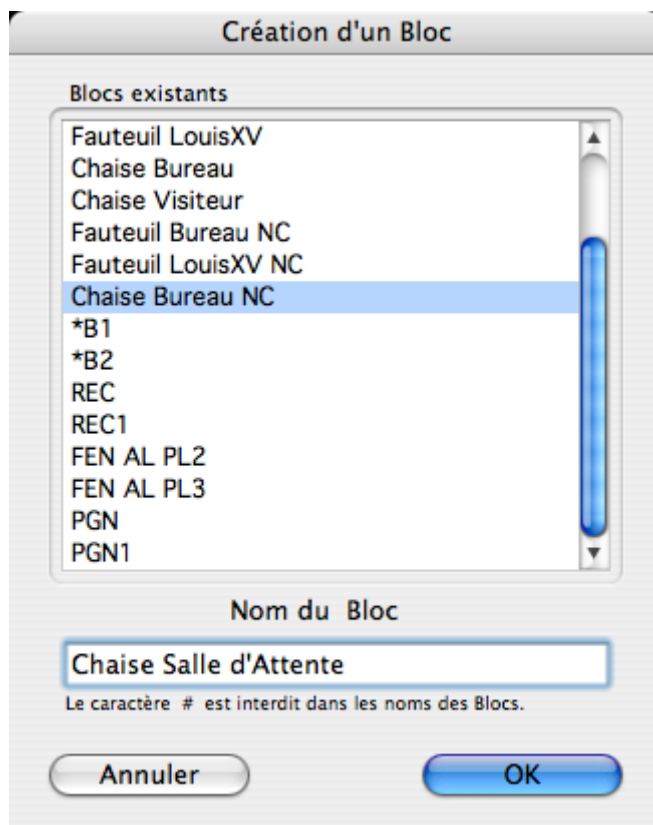 Création d'un Bloc
Blocs existants
Fauteuil LouisXV
Chaise Bureau
Chaise Visiteur
Fauteuil Bureau NC
Fauteuil LouisXV NC
Chaise Bureau NC
*B1
*B2
REC
REC1
FEN AL PL2
FEN AL PL3
PGN
PGN1
Nom du Bloc
Chaise Salle d'Attente
Le caractère # est interdit dans les noms des Blocs.
Annuler OK